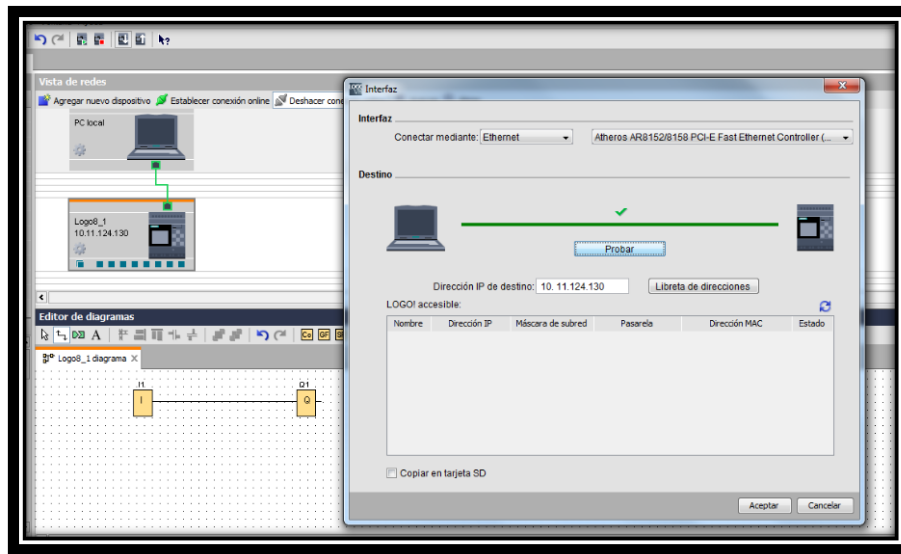 Vista de redes
Agregar nuevo dispositivo Establecer conexión online Deshacer cone
PC local
Logo8_1
10.11.124.130
Editor de diagramas
Logo8_1 diagrama X
I1
I
Q1
Q
Interfaz
Interfaz
Conectar mediante: Ethernet
Atheros AR8152/8158 PCI-E Fast Ethernet Controller (...
Destino
Probar
Dirección IP de destino: 10. 11.124.130 Libreta de direcciones
LOGO! accesible:
Nombre Dirección IP Máscara de subred Pasarela Dirección MAC Estado
Copiar en tarjeta SD
Aceptar Cancelar